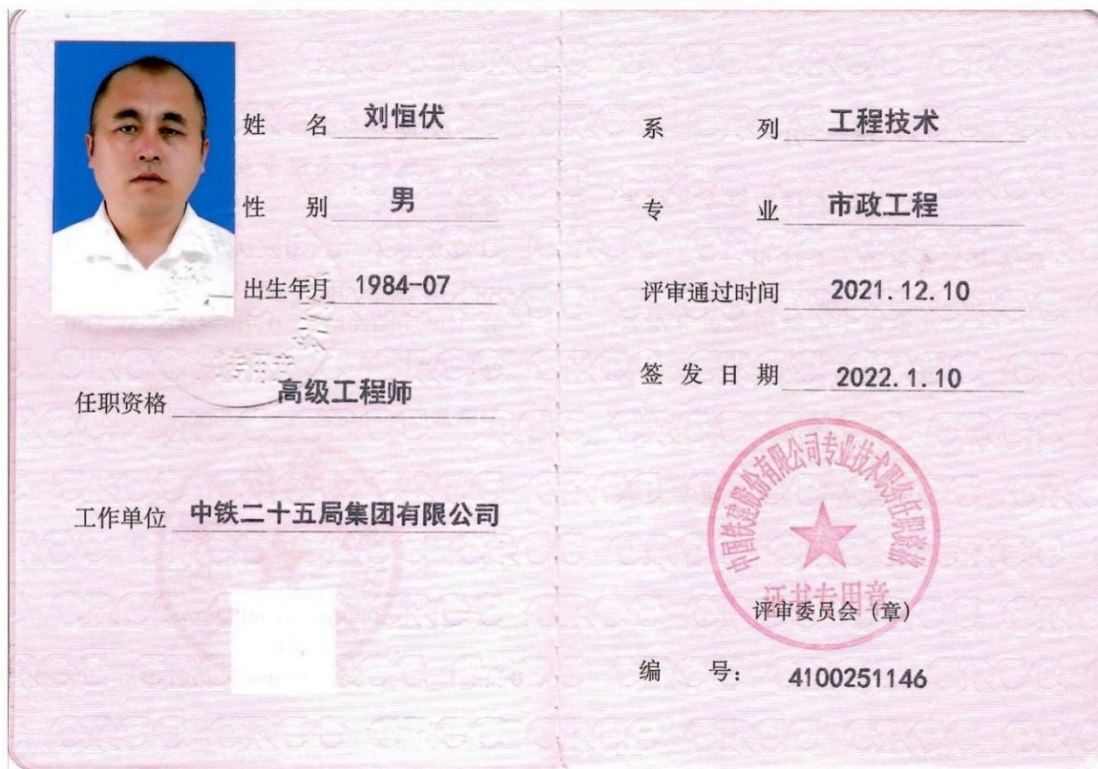 姓 名 刘恒伏
性 别 男
出生年月 1984-07
任职资格 高级工程师
工作单位 中铁二十五局集团有限公司
系 列 工程技术
专 业 市政工程
评审通过时间 2021.12.10
签发日期 2022.1.10
中国铁建股份有限公司专业技术职务任职资格
证书专用章
评审委员会(章)
编 号: 4100251146